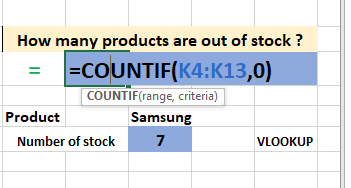 How many products are out of stock ?
= =COUNTIF(K4:K13,0)
COUNTIF(range, criteria)
Product Samsung
Number of stock 7 VLOOKUP